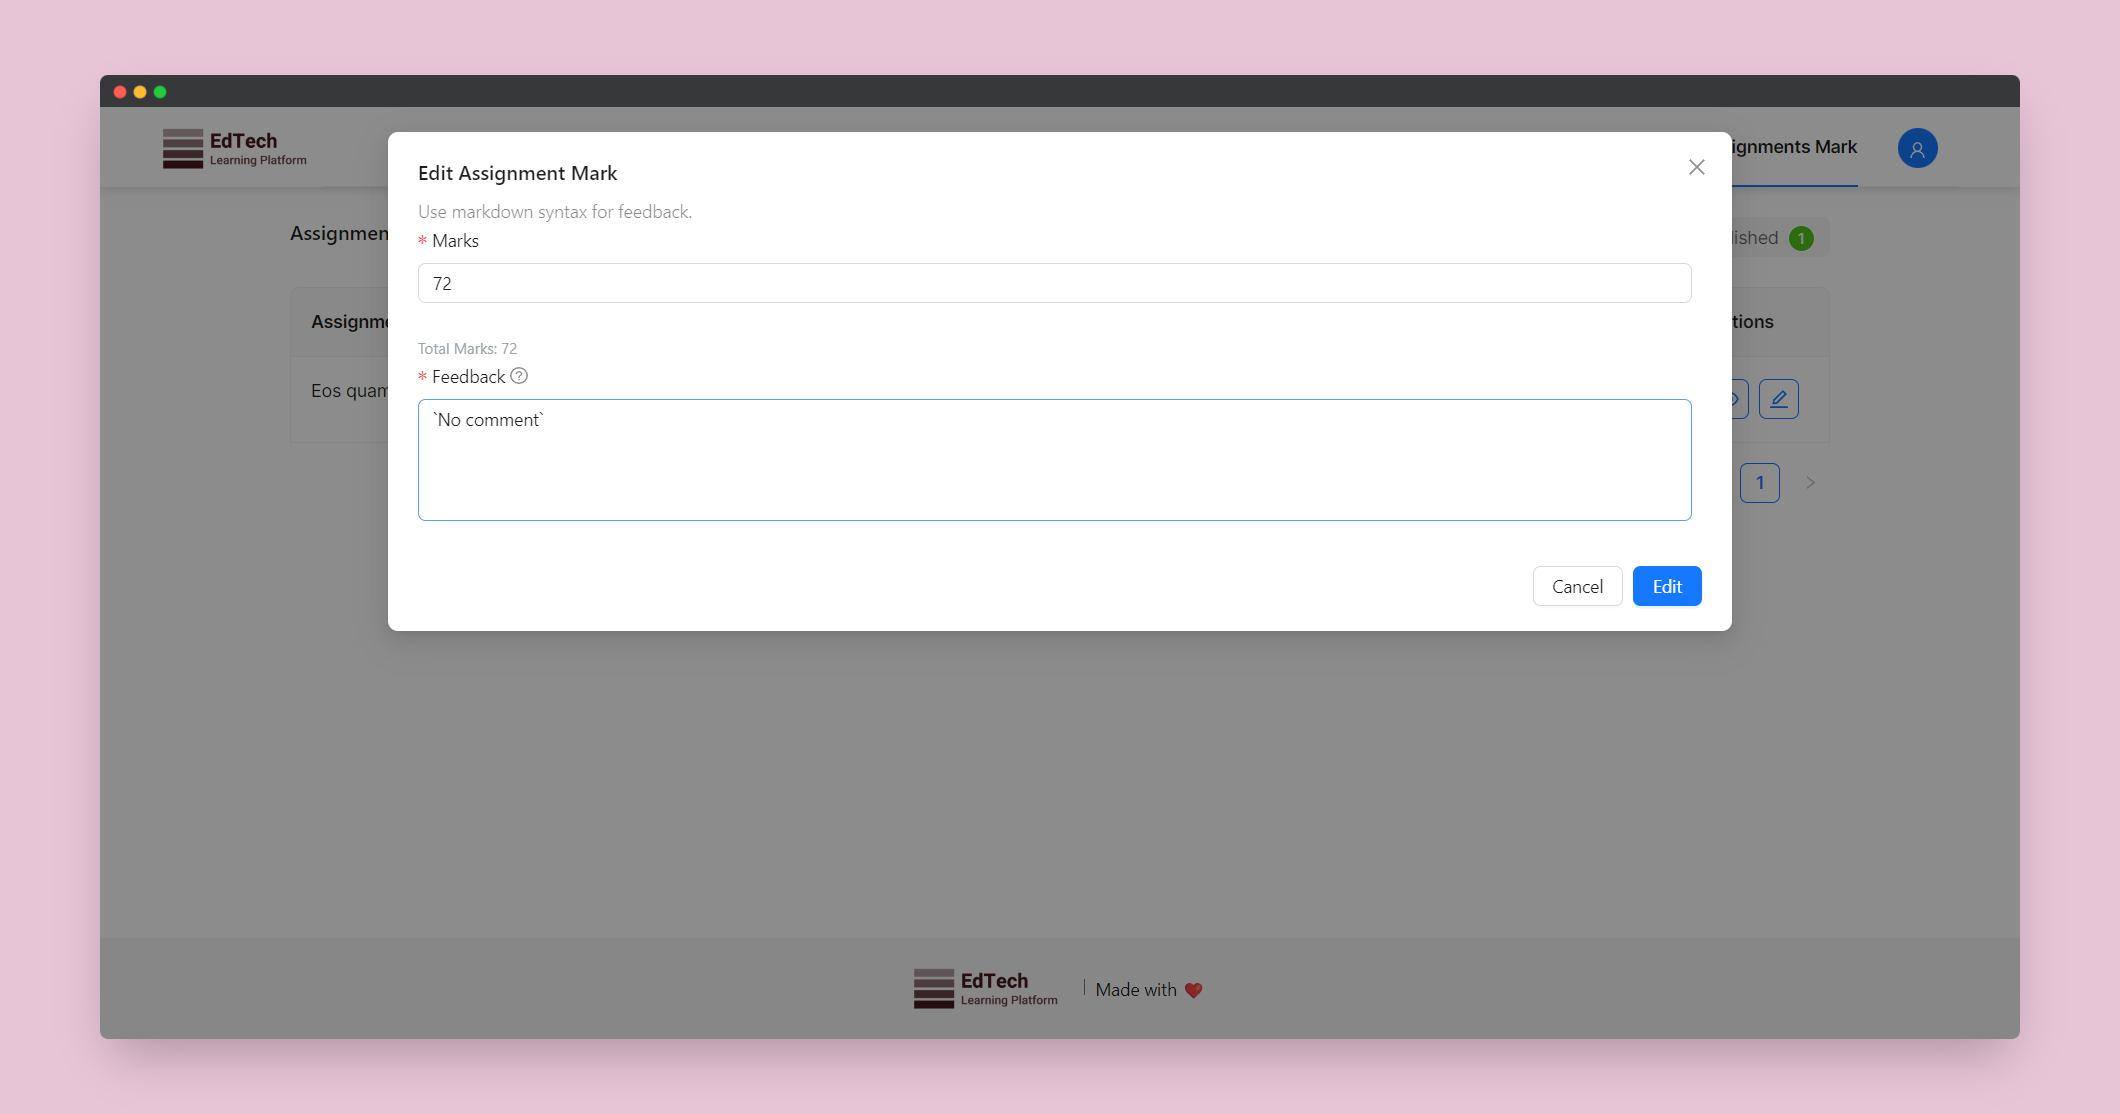 EdTech
Learning Platform
ignments Mark
Edit Assignment Mark
Use markdown syntax for feedback.
* Marks
72
Total Marks: 72
* Feedback
`No comment`
Cancel
Edit
Assignmen
lished 1
Assignme
tions
Eos quam
1
EdTech
Learning Platform
Made with ❤️